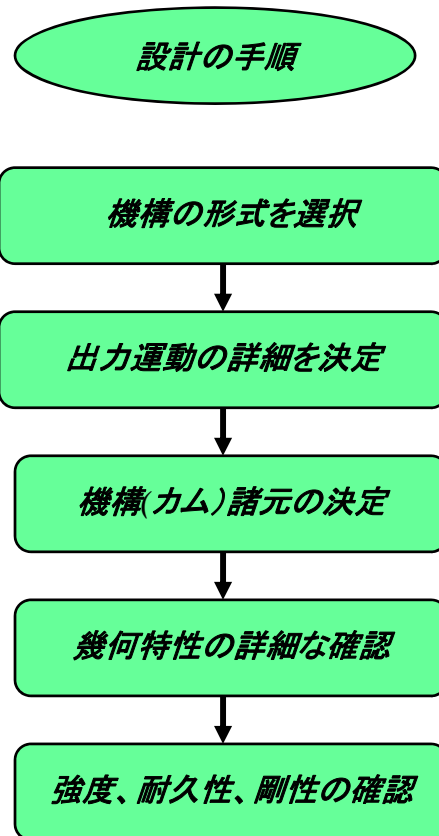 設計の手順
機構の形式を選択
出力運動の詳細を決定
機構(カム）諸元の決定
幾何特性の詳細な確認
強度、耐久性、剛性の確認